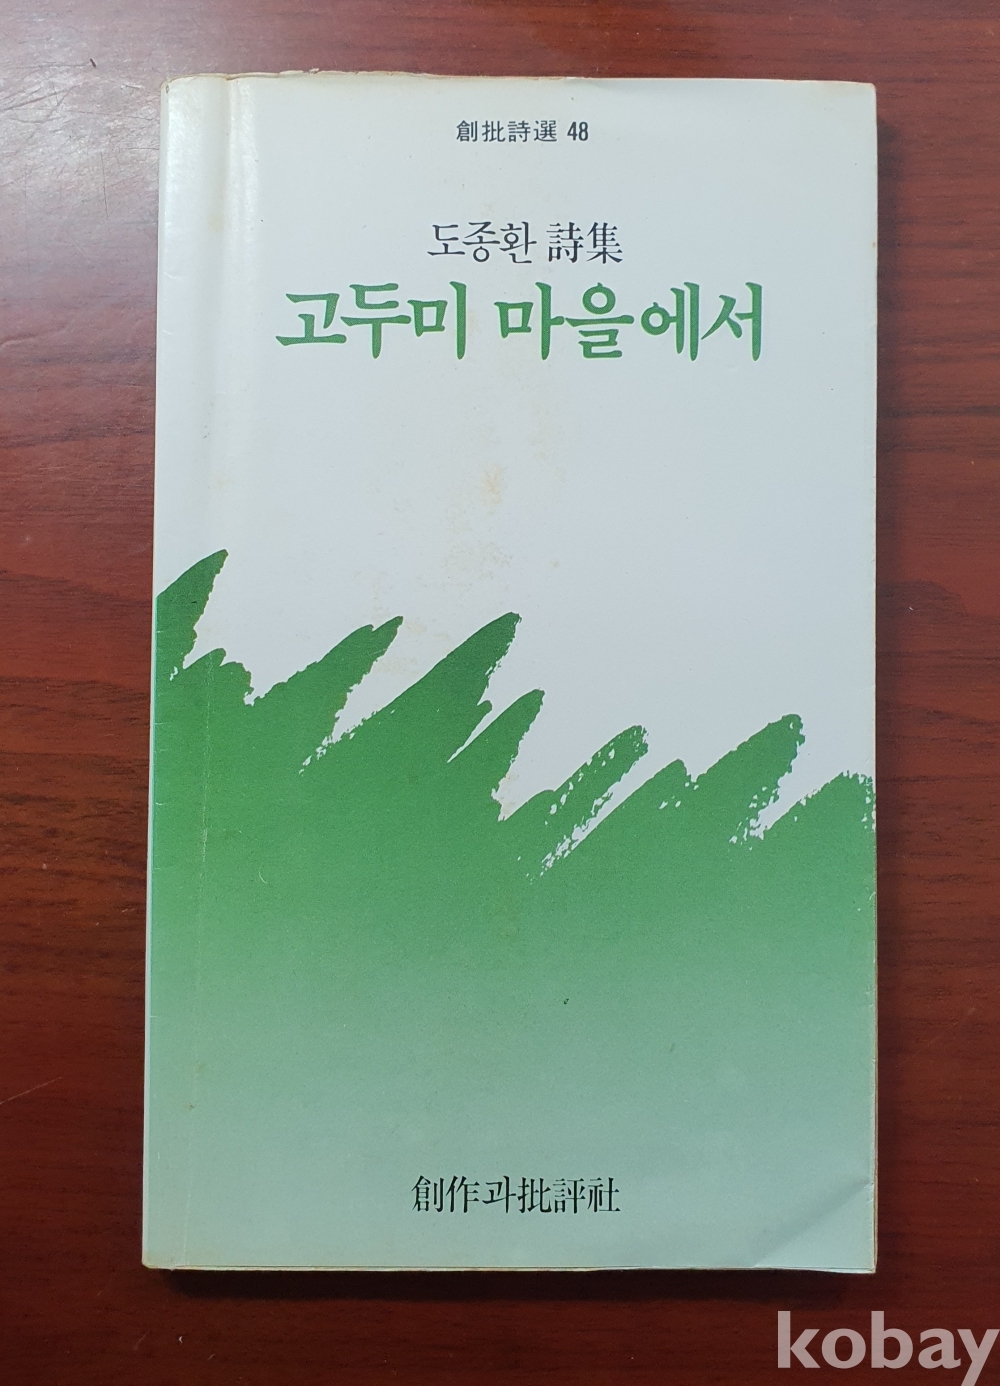 創批詩選 48
도종환 詩集
고두미 마을에서
創作과批評社
kobay